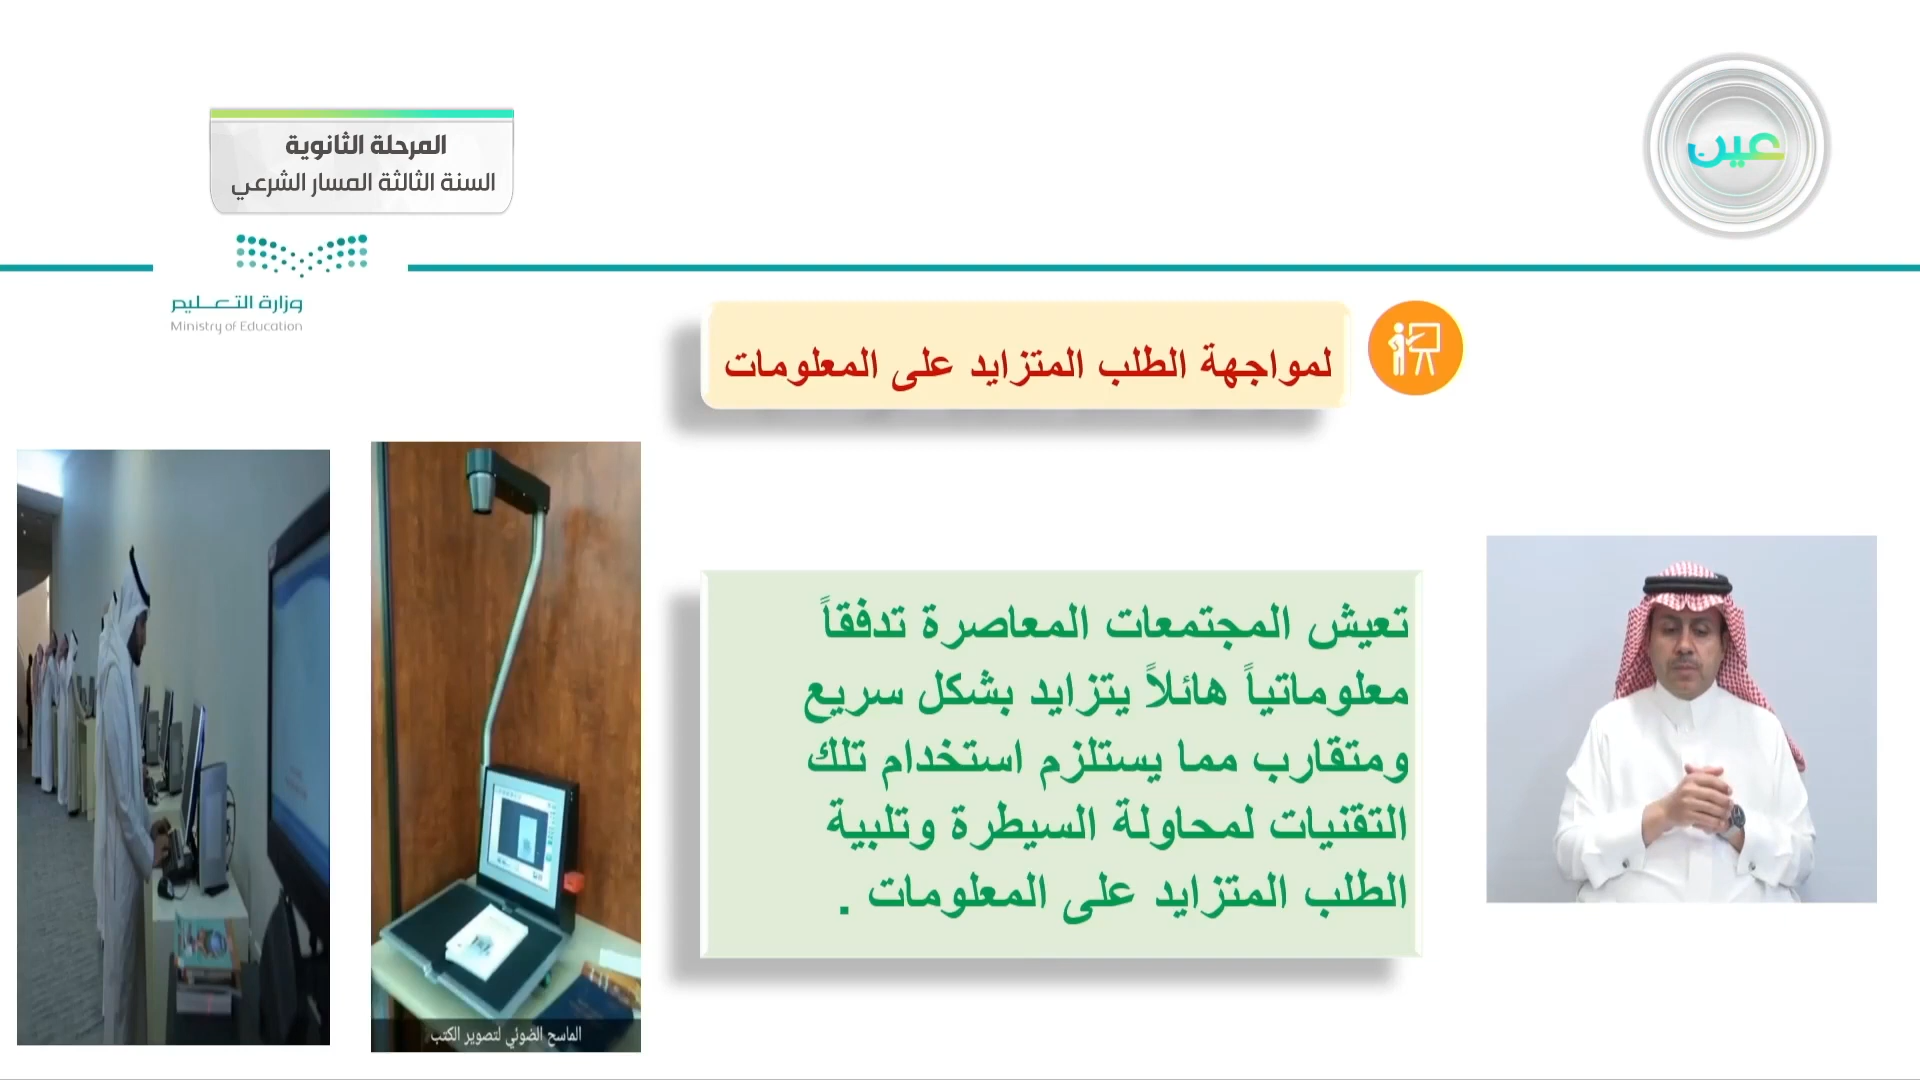 المرحلة الثانوية
السنة الثالثة المسار الشرعي
عين
وزارة التعليم
Ministry of Education
لمواجهة الطلب المتزايد على المعلومات
تعيش المجتمعات المعاصرة تدفقاً
معلوماتياً هائلاً يتزايد بشكل سريع
ومتقارب مما يستلزم استخدام تلك
التقنيات لمحاولة السيطرة وتلبية
الطلب المتزايد على المعلومات .
الماسح الضوئي لتصوير الكتب